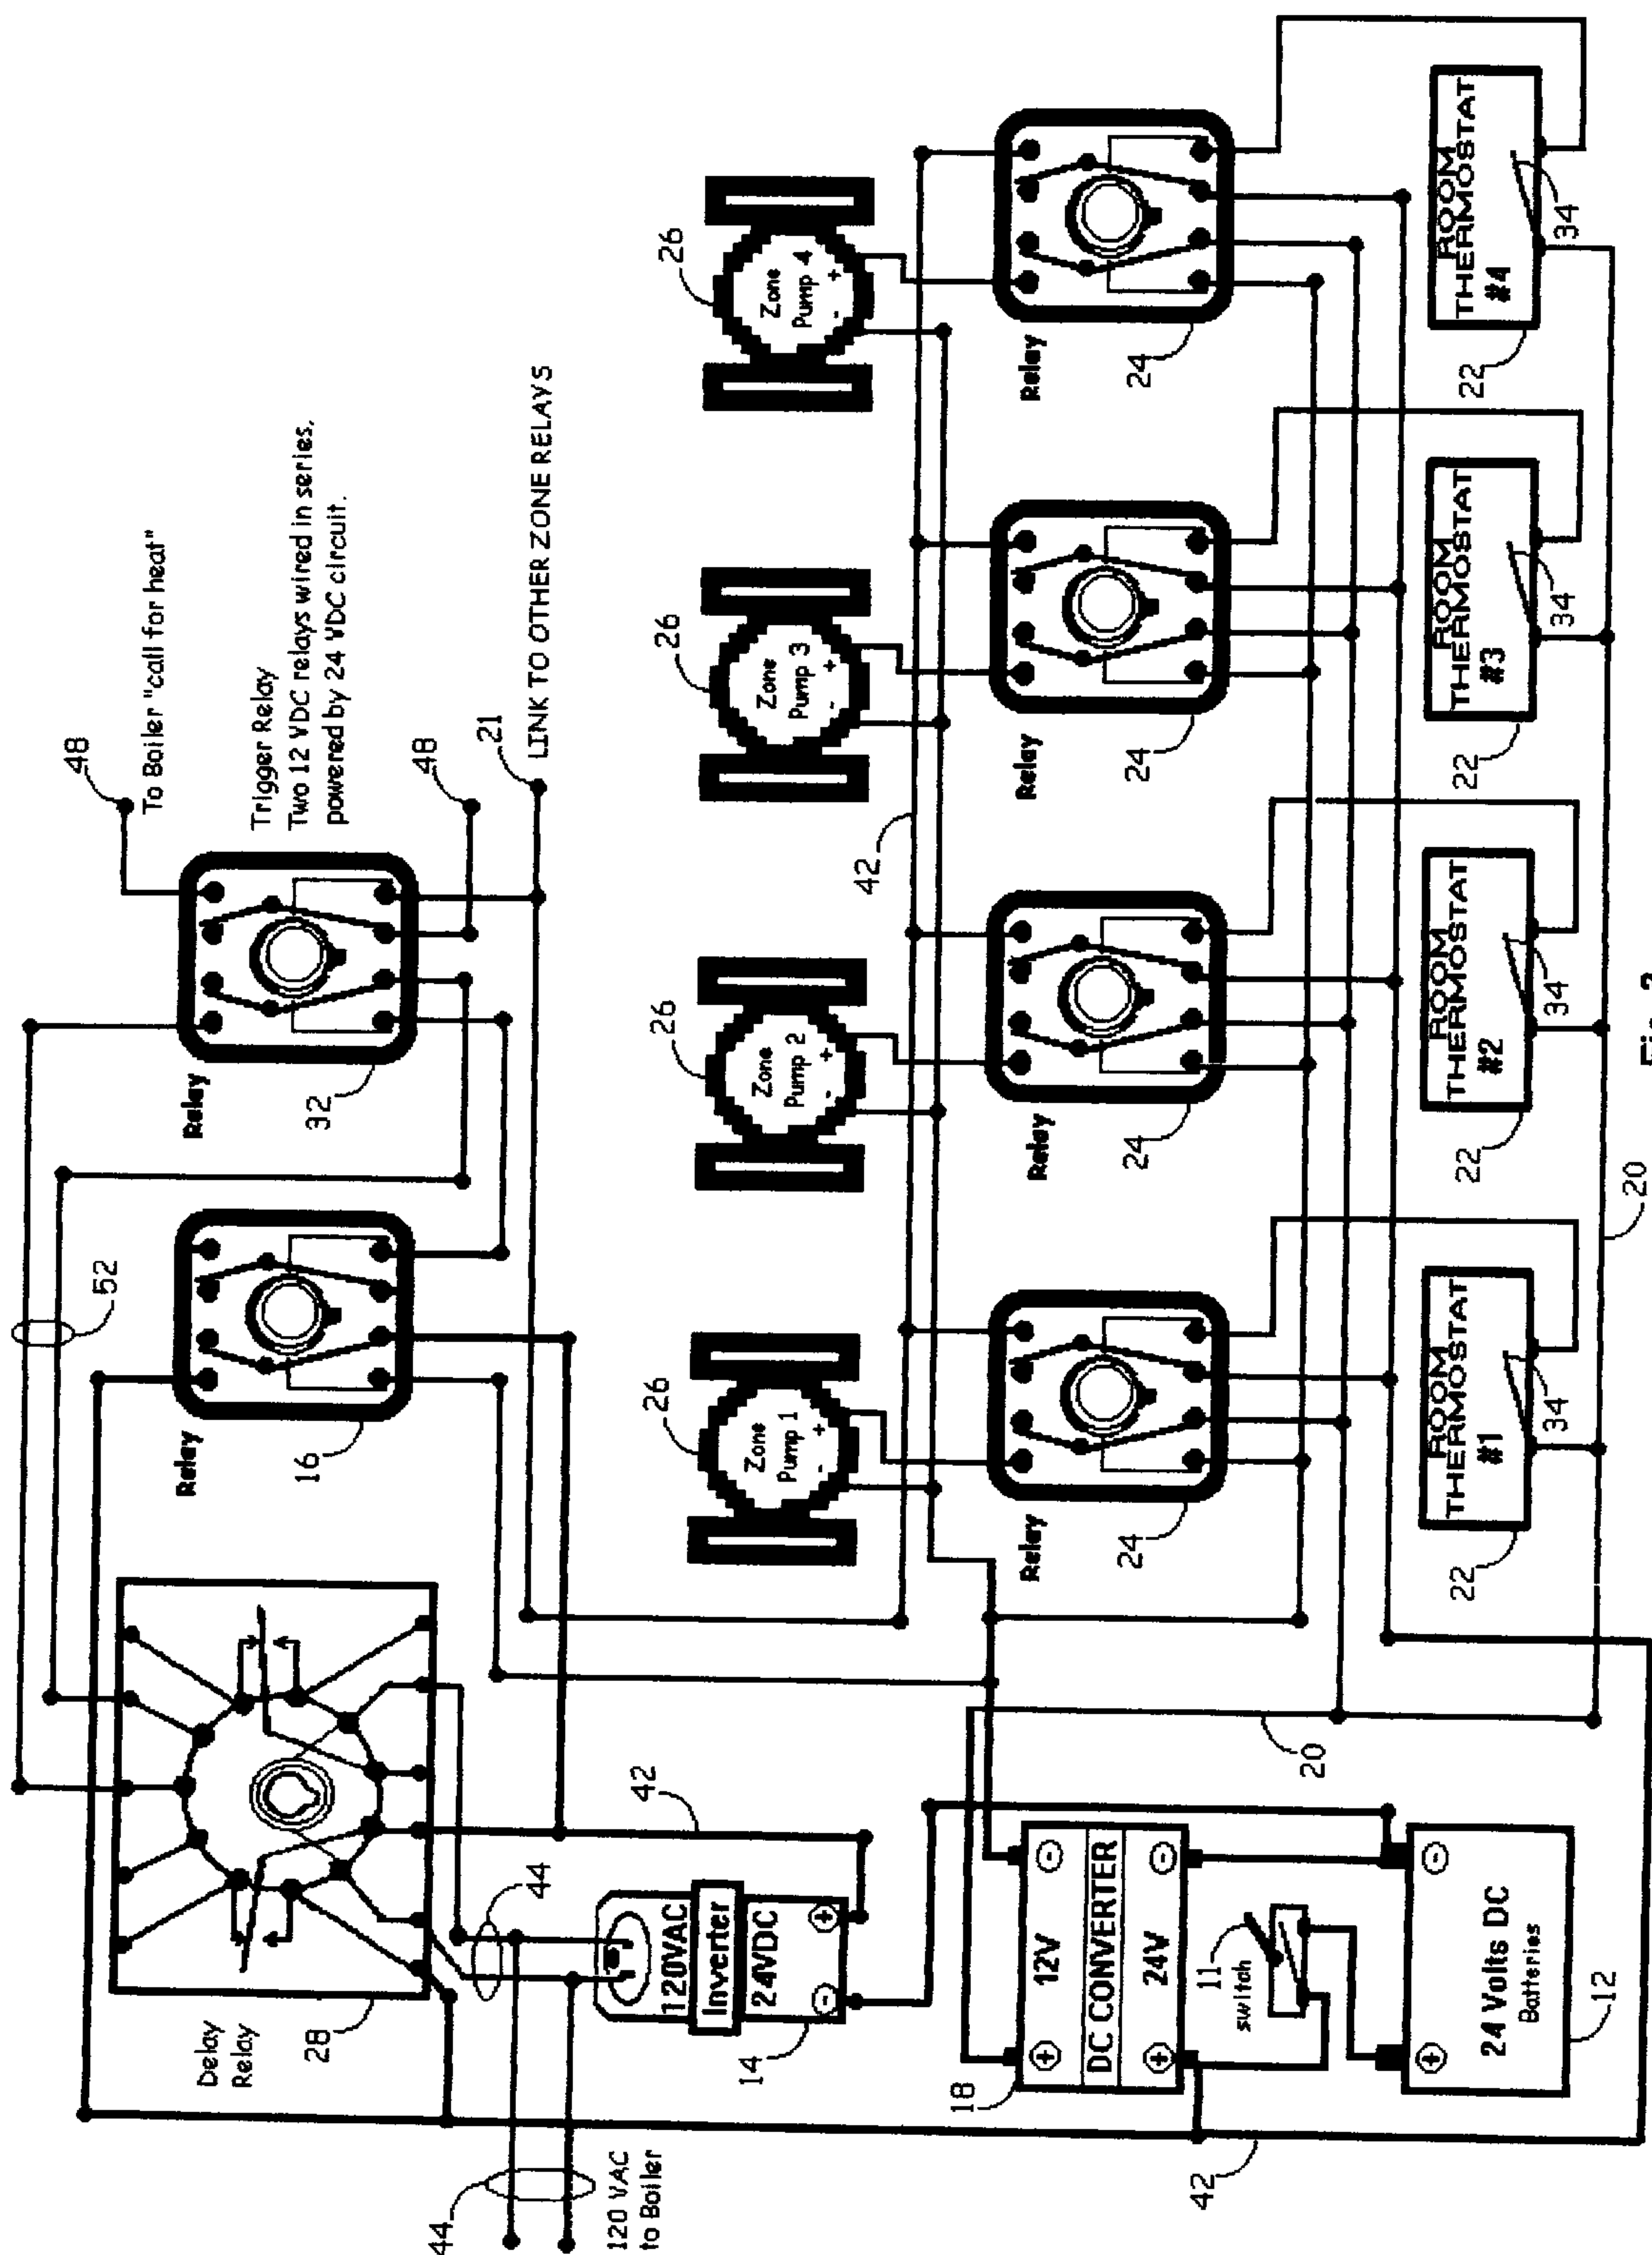 48
To Boiler "call for heat"
Trigger Relay
Two 12 VDC relays wired in series,
powered by 24 VDC circuit.
48
21
LINK TO OTHER ZONE RELAYS
52
Relay
16
Relay
32
Delay
Relay
28
44
120 VAC
to Boiler
44
42
120VAC
Inverter
24VDC
- +
14
26
Zone
Pump 1
- +
26
Zone
Pump 2
- +
26
Zone
Pump 3
- +
26
Zone
Pump 4
- +
42
Relay
24
Relay
24
Relay
24
Relay
24
18
+ 12V -
DC CONVERTER
+ 24V -
20
11
switch
+ -
24 Volts DC
Batteries
12
42
ROOM
THERMOSTAT
#1
34
22
ROOM
THERMOSTAT
#2
34
22
ROOM
THERMOSTAT
#3
34
22
ROOM
THERMOSTAT
#4
34
22
20